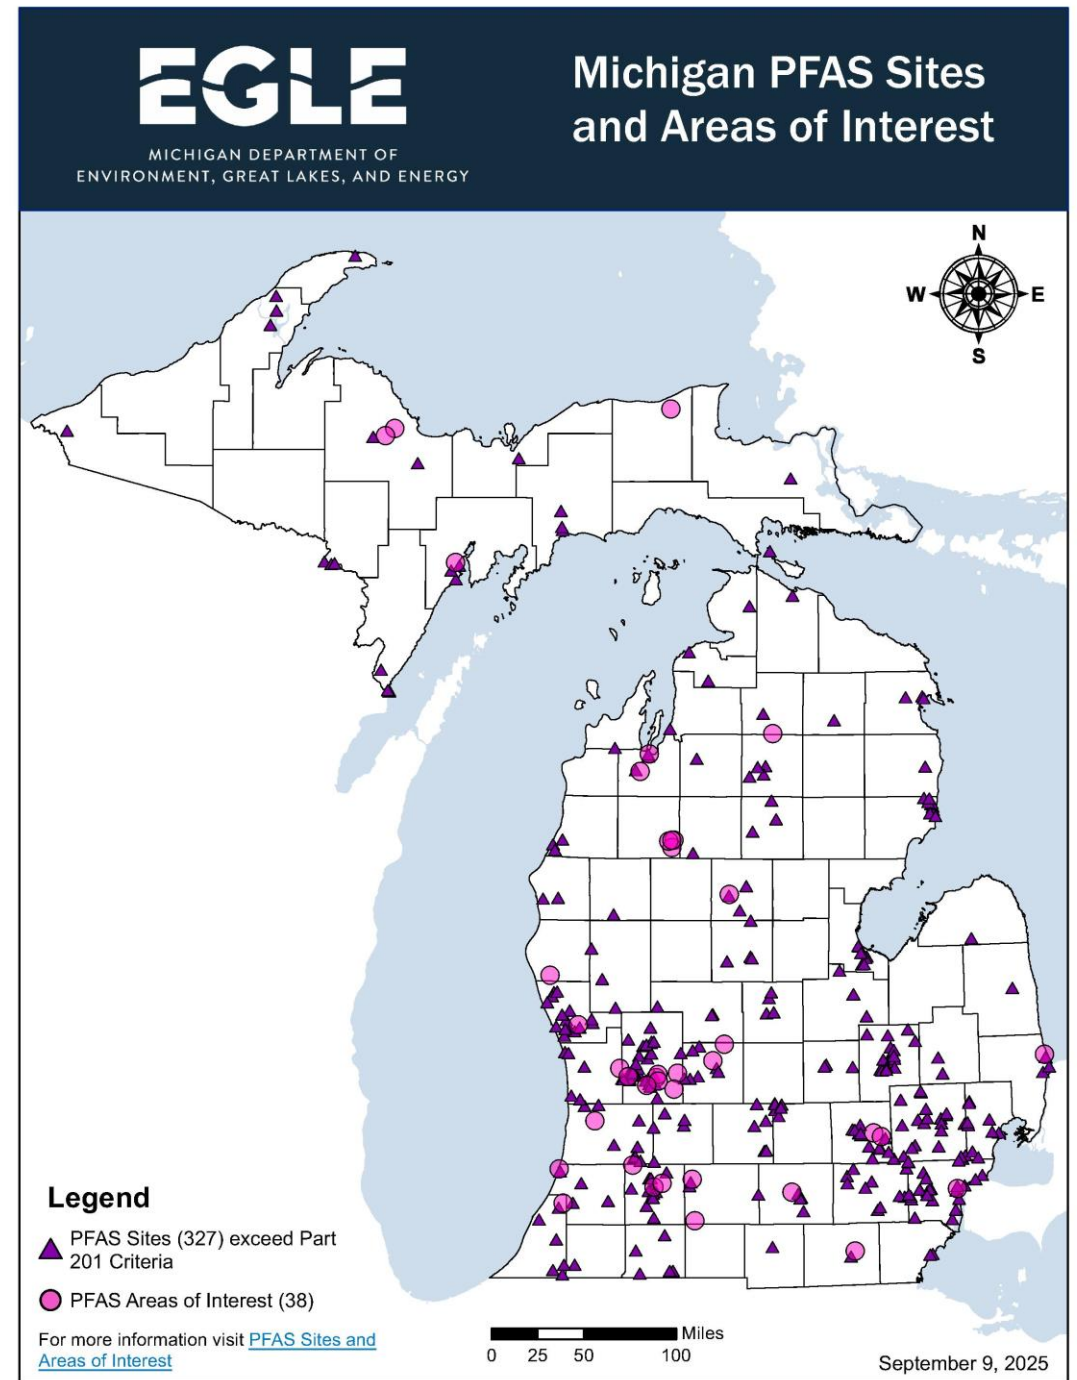 EGLE
MICHIGAN DEPARTMENT OF
ENVIRONMENT, GREAT LAKES, AND ENERGY
Michigan PFAS Sites
and Areas of Interest
N
W
E
S
Legend
PFAS Sites (327) exceed Part
201 Criteria
PFAS Areas of Interest (38)
For more information visit PFAS Sites and
Areas of Interest
Miles
0 25 50 100
September 9, 2025